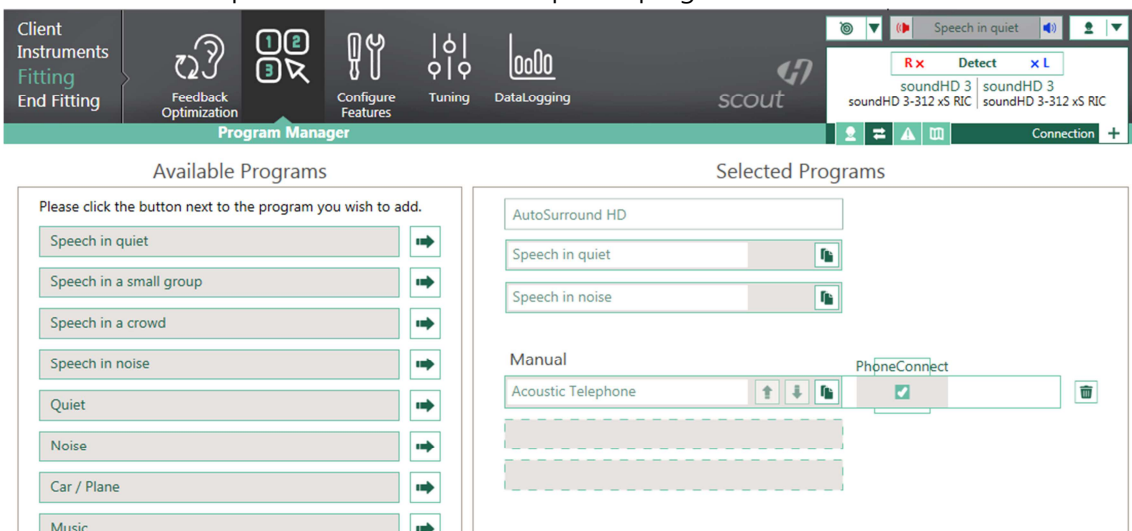 Client
Instruments
Fitting
End Fitting
1 2
3
Feedback
Optimization
Configure
Features
Tuning
DataLogging
scout
Speech in quiet
R x Detect x L
soundHD 3 soundHD 3
soundHD 3-312 xS RIC soundHD 3-312 xS RIC
Program Manager
Connection +
Available Programs
Please click the button next to the program you wish to add.
Speech in quiet
Speech in a small group
Speech in a crowd
Speech in noise
Quiet
Noise
Car / Plane
Music
Selected Programs
AutoSurround HD
Speech in quiet
Speech in noise
Manual
PhoneConnect
Acoustic Telephone